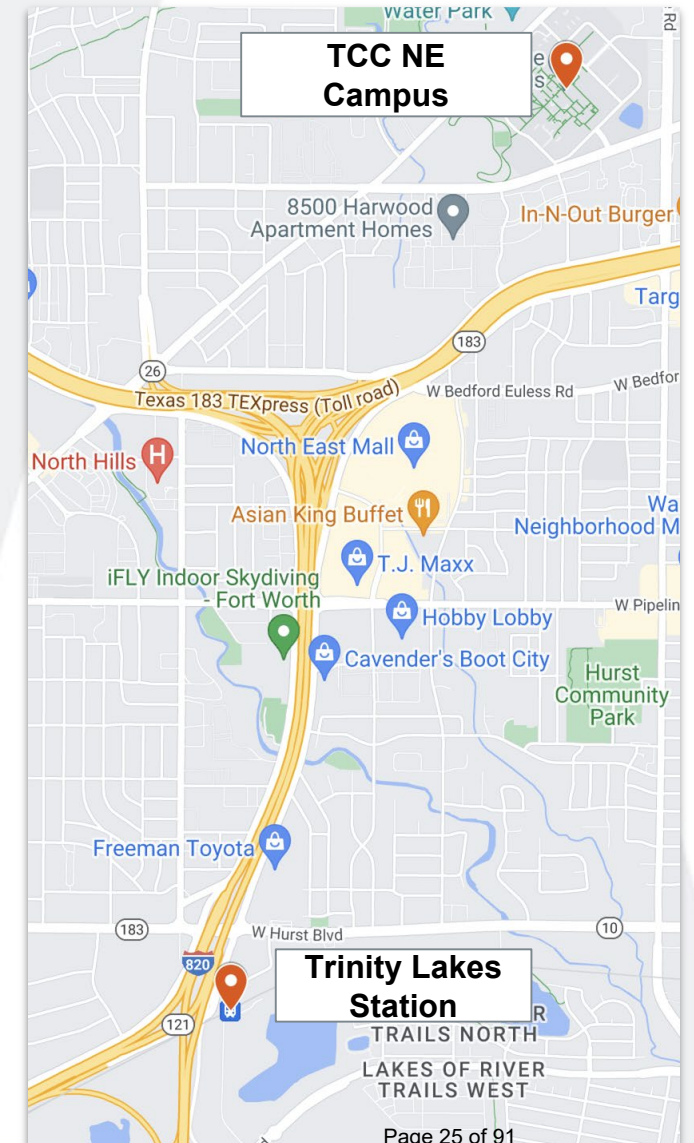 Water Park
Rd
TCC NE
Campus
e
s
8500 Harwood
Apartment Homes
In-N-Out Burger
Targ
183
26
Texas 183 TEXpress (Toll road)
W Bedford Euless Rd
W Bedfor
North East Mall
North Hills
H
Asian King Buffet
Wa
Neighborhood M
T.J. Maxx
iFLY Indoor Skydiving
- Fort Worth
W Pipelin
Hobby Lobby
Cavender's Boot City
Hurst
Community
Park
Freeman Toyota
183
W Hurst Blvd
10
820
Trinity Lakes
Station
121
R
TRAILS NORTH
LAKES OF RIVER
TRAILS WEST
Page 25 of 91